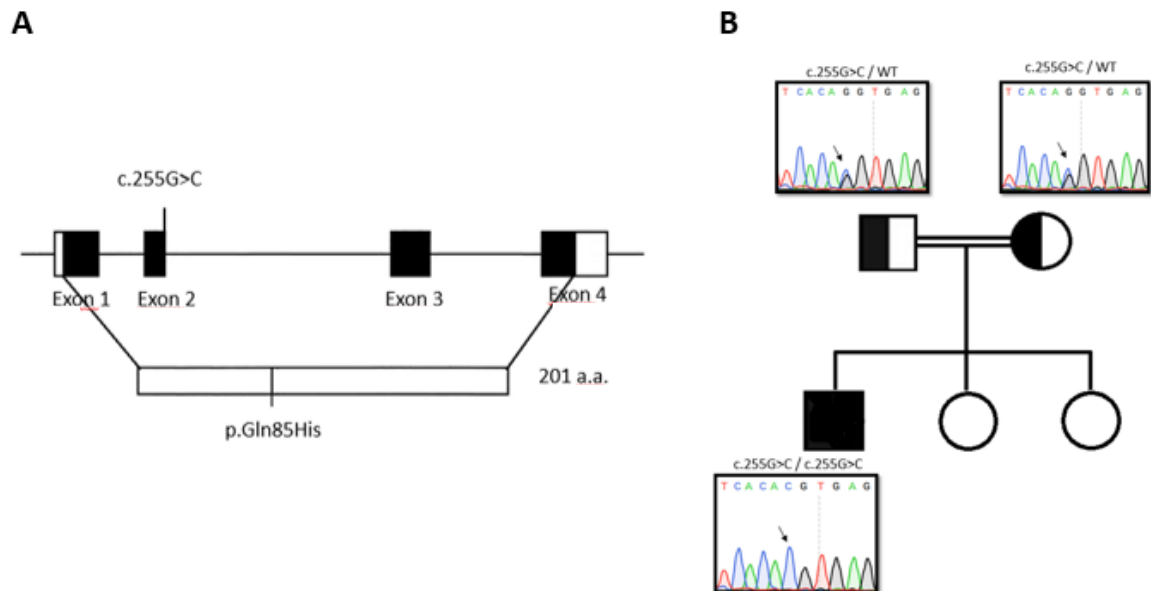 A
B
c.255G>C / WT
T C A C A G G T G A G
c.255G>C / WT
T C A C A G G T G A G
c.255G>C
Exon 1
Exon 2
Exon 3
Exon 4
201 a.a.
p.Gln85His
c.255G>C / c.255G>C
T C A C A C G T G A G